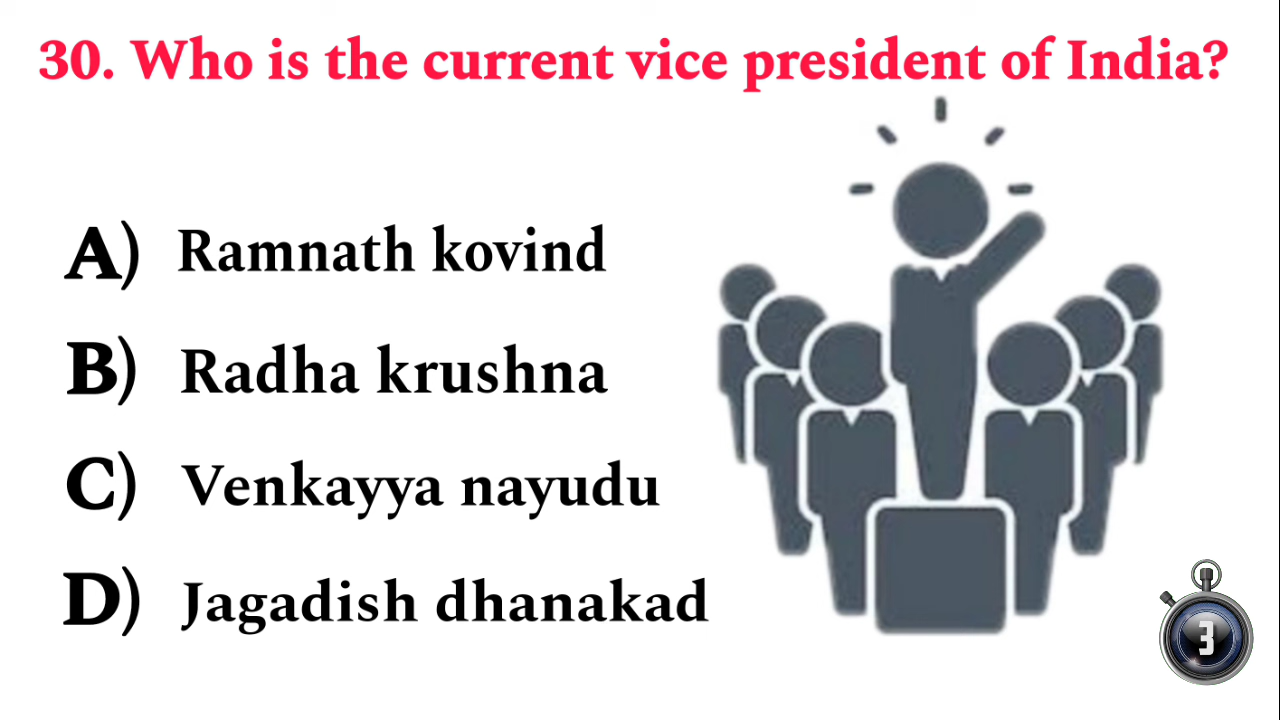 30. Who is the current vice president of India?
A) Ramnath kovind
B) Radha krushna
C) Venkayya nayudu
D) Jagadish dhanakad
3